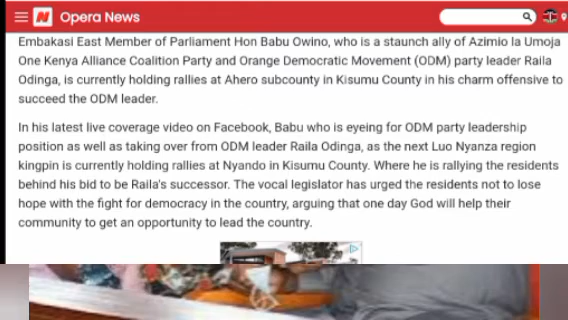 Opera News
Embakasi East Member of Parliament Hon Babu Owino, who is a staunch ally of Azimio la Umoja
One Kenya Alliance Coalition Party and Orange Democratic Movement (ODM) party leader Raila
Odinga, is currently holding rallies at Ahero subcounty in Kisumu County in his charm offensive to
succeed the ODM leader.
In his latest live coverage video on Facebook, Babu who is eyeing for ODM party leadership
position as well as taking over from ODM leader Raila Odinga, as the next Luo Nyanza region
kingpin is currently holding rallies at Nyando in Kisumu County. Where he is rallying the residents
behind his bid to be Raila's successor. The vocal legislator has urged the residents not to lose
hope with the fight for democracy in the country, arguing that one day God will help their
community to get an opportunity to lead the country.